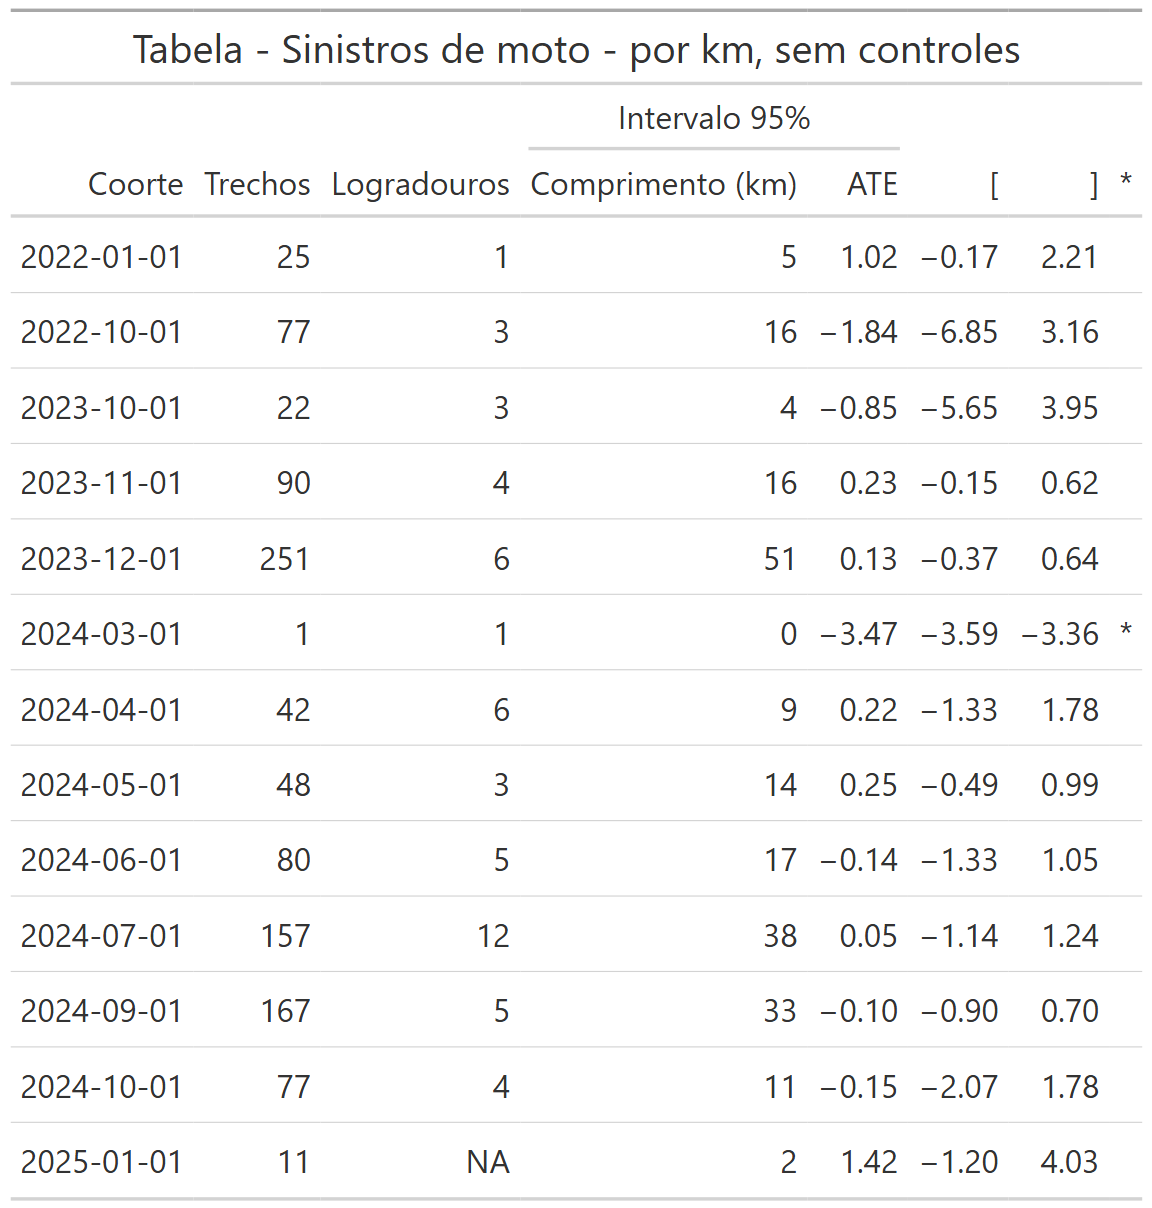 Tabela - Sinistros de moto - por km, sem controles
Intervalo 95%
Coorte Trechos Logradouros Comprimento (km) ATE [ ] *
2022-01-01 25 1 5 1.02 −0.17 2.21
2022-10-01 77 3 16 −1.84 −6.85 3.16
2023-10-01 22 3 4 −0.85 −5.65 3.95
2023-11-01 90 4 16 0.23 −0.15 0.62
2023-12-01 251 6 51 0.13 −0.37 0.64
2024-03-01 1 1 0 −3.47 −3.59 −3.36 *
2024-04-01 42 6 9 0.22 −1.33 1.78
2024-05-01 48 3 14 0.25 −0.49 0.99
2024-06-01 80 5 17 −0.14 −1.33 1.05
2024-07-01 157 12 38 0.05 −1.14 1.24
2024-09-01 167 5 33 −0.10 −0.90 0.70
2024-10-01 77 4 11 −0.15 −2.07 1.78
2025-01-01 11 NA 2 1.42 −1.20 4.03